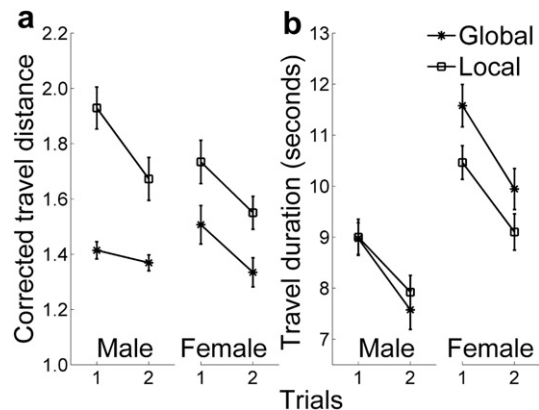 a
Corrected travel distance
2.2
2.0
1.8
1.6
1.4
1.2
1.0
Male
Female
1 2 1 2
b
Global
Local
Travel duration (seconds)
13
12
11
10
9
8
7
Male
Female
1 2 1 2
Trials